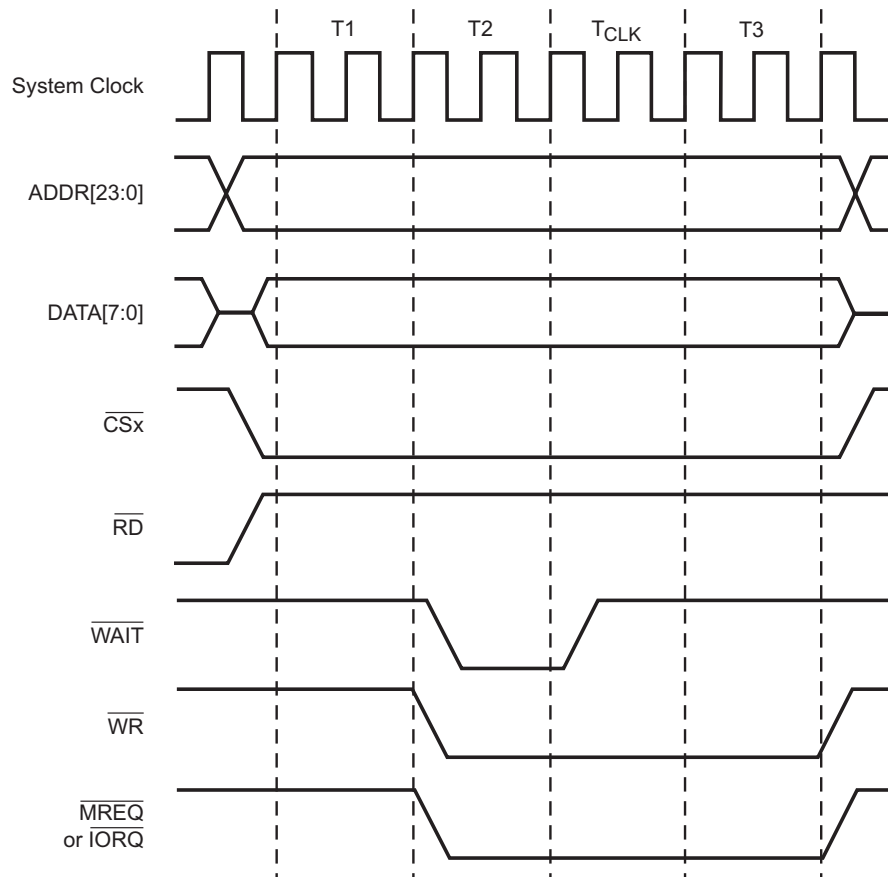 T1
T2
TCLK
T3
System Clock
ADDR[23:0]
DATA[7:0]
CSx
RD
WAIT
WR
MREQ
or IORQ